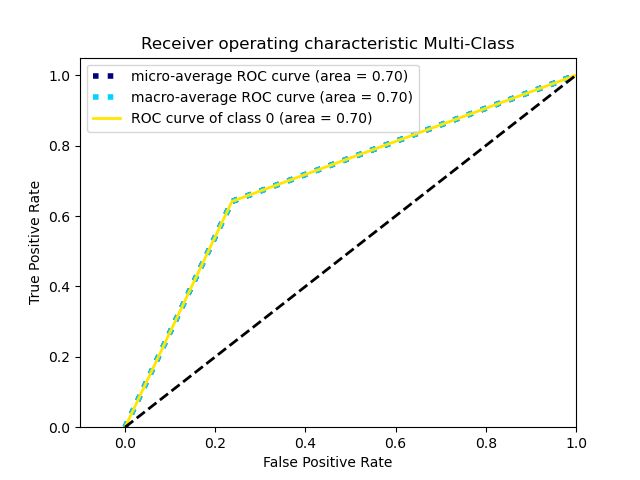 Receiver operating characteristic Multi-Class
micro-average ROC curve (area = 0.70)
macro-average ROC curve (area = 0.70)
ROC curve of class 0 (area = 0.70)
True Positive Rate
1.0
0.8
0.6
0.4
0.2
0.0
0.0 0.2 0.4 0.6 0.8 1.0
False Positive Rate